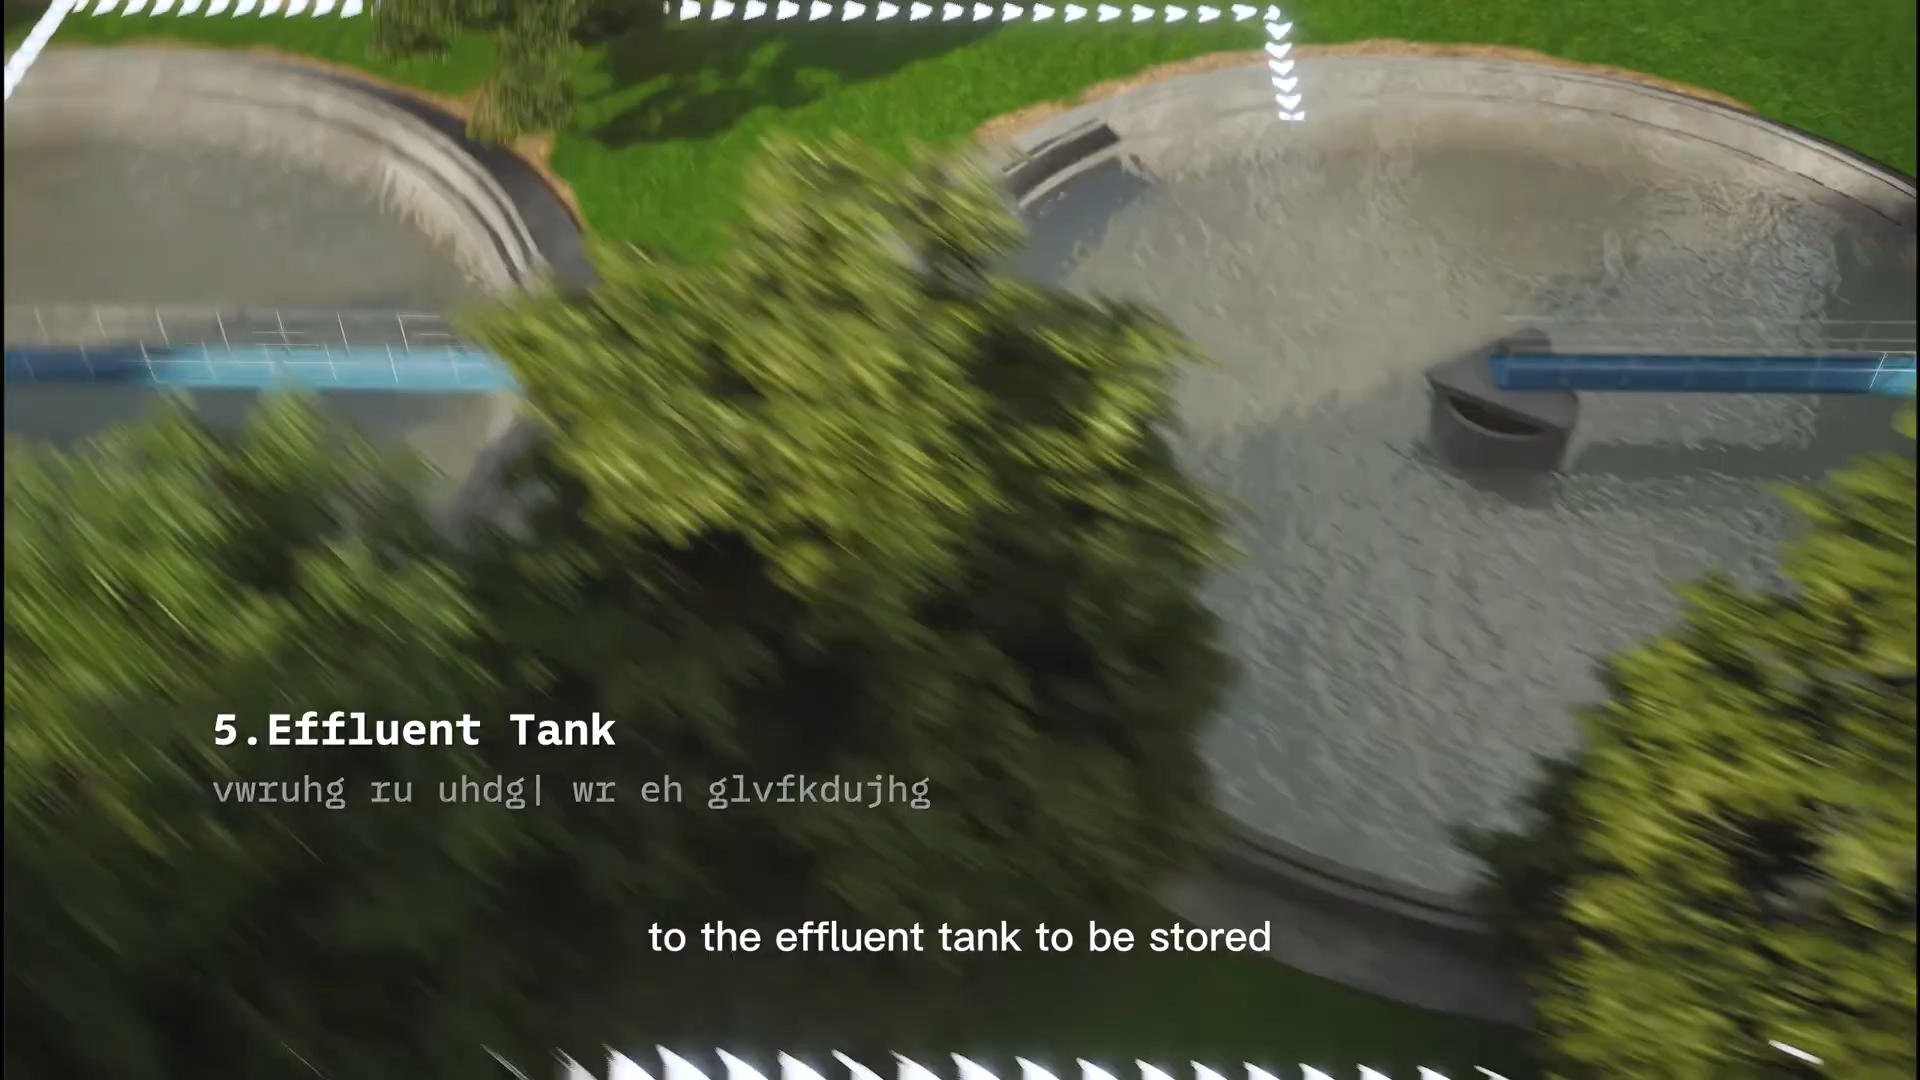 5.Effluent Tank
vwruhg ru uhdg| wr eh glvfkdujhg
to the effluent tank to be stored